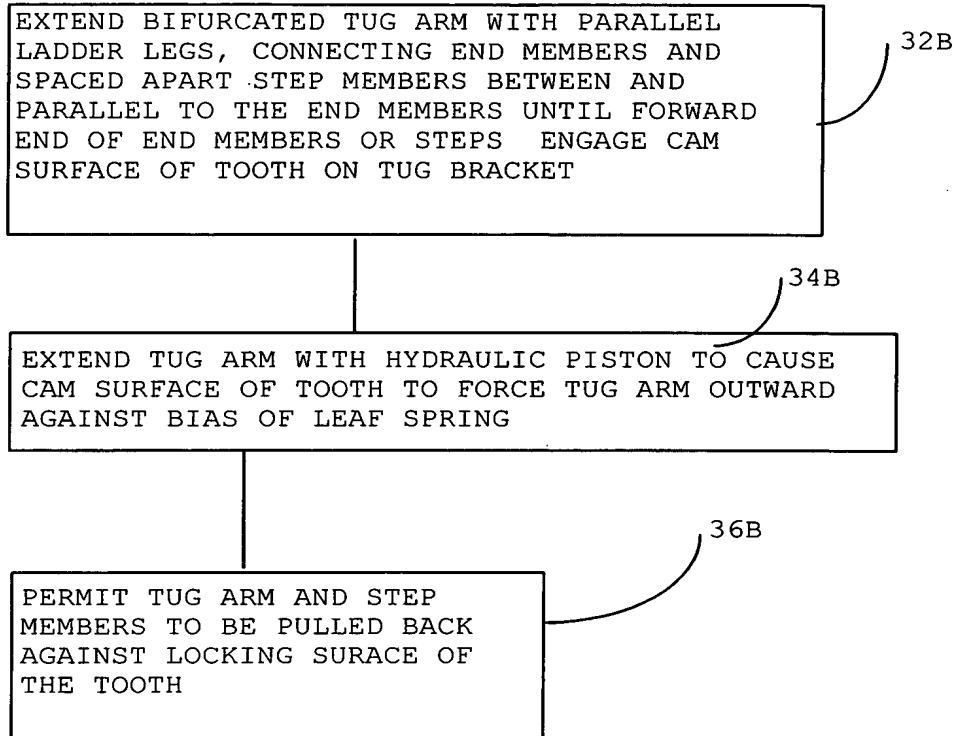 EXTEND BIFURCATED TUG ARM WITH PARALLEL
LADDER LEGS, CONNECTING END MEMBERS AND
SPACED APART STEP MEMBERS BETWEEN AND
PARALLEL TO THE END MEMBERS UNTIL FORWARD
END OF END MEMBERS OR STEPS ENGAGE CAM
SURFACE OF TOOTH ON TUG BRACKET
32B
34B
EXTEND TUG ARM WITH HYDRAULIC PISTON TO CAUSE
CAM SURFACE OF TOOTH TO FORCE TUG ARM OUTWARD
AGAINST BIAS OF LEAF SPRING
36B
PERMIT TUG ARM AND STEP
MEMBERS TO BE PULLED BACK
AGAINST LOCKING SURACE OF
THE TOOTH